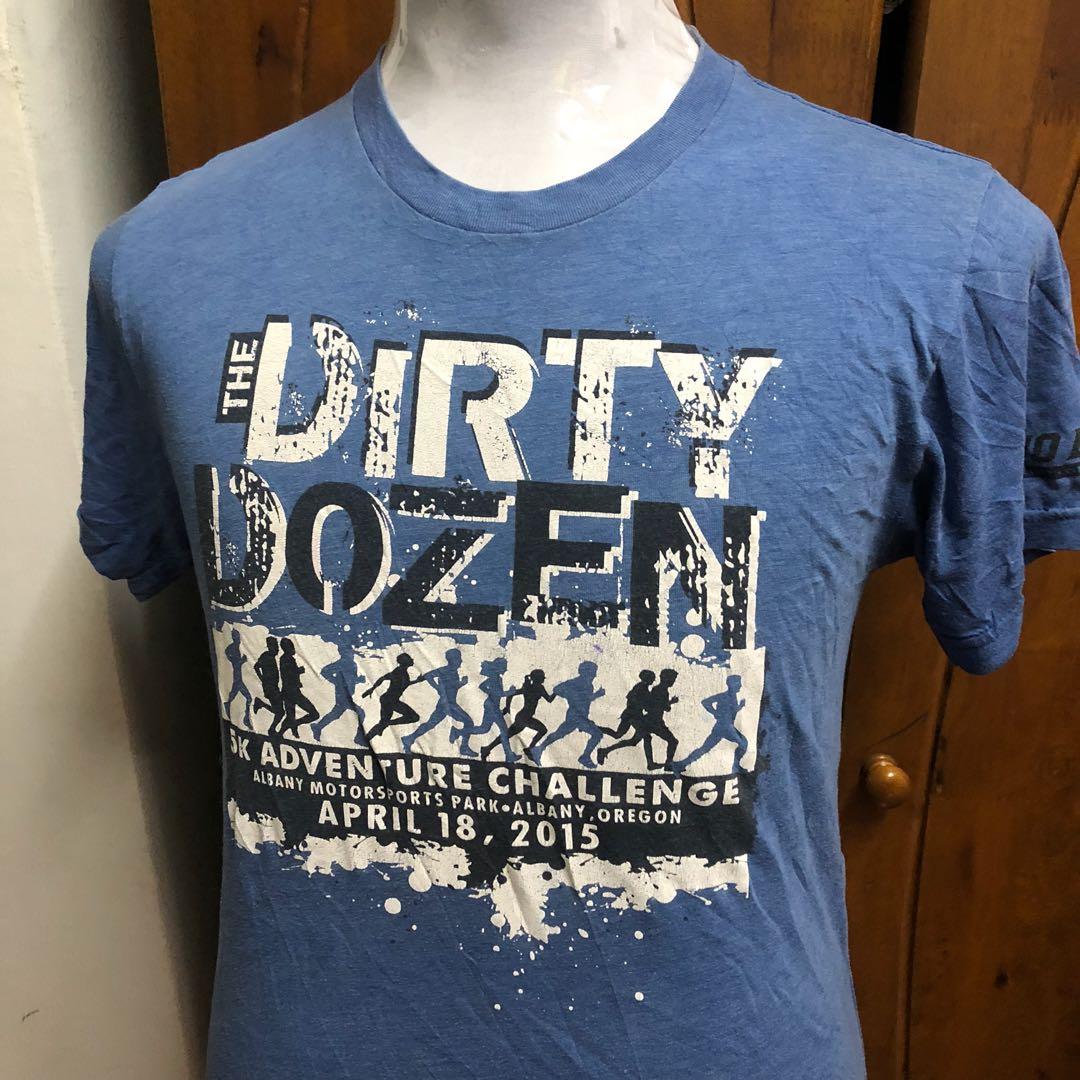 THE
DIRTY
DOZEN
5K ADVENTURE CHALLENGE
ALBANY MOTORSPORTS PARK•ALBANY, OREGON
APRIL 18, 2015